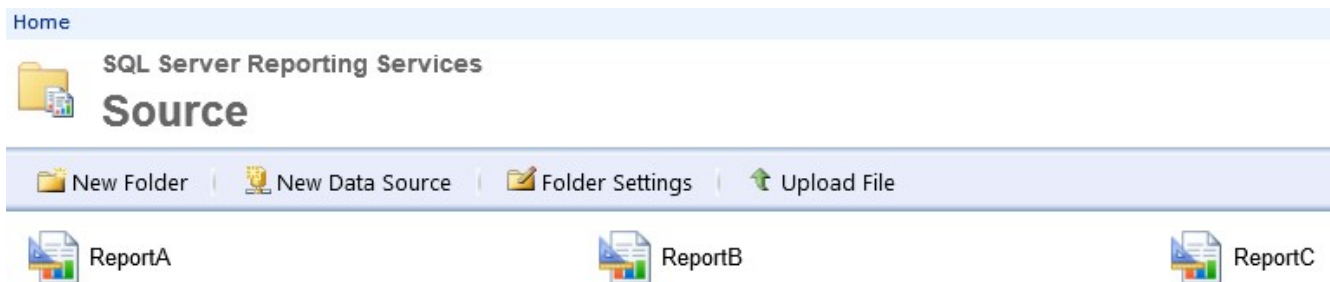 Home
SQL Server Reporting Services
Source
New Folder New Data Source Folder Settings Upload File
ReportA ReportB ReportC